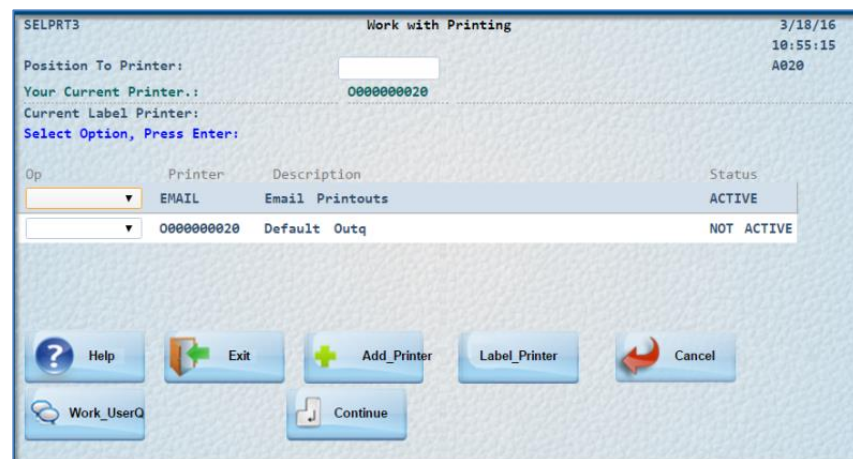 SELPRT3 Work with Printing 3/18/16
10:55:15
Position To Printer: A020
Your Current Printer.: O000000020
Current Label Printer:
Select Option, Press Enter:
Op Printer Description Status
EMAIL Email Printouts ACTIVE
O000000020 Default Outq NOT ACTIVE
Help Exit Add_Printer Label_Printer Cancel
Work_UserQ Continue